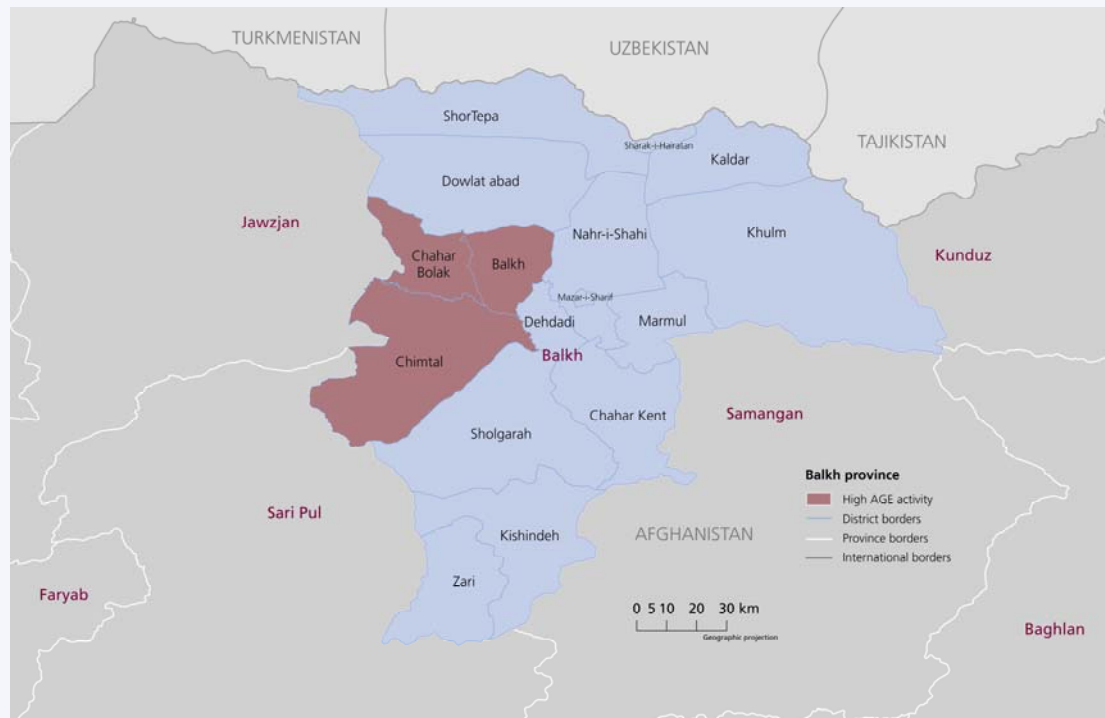 TURKMENISTAN
UZBEKISTAN
TAJIKISTAN
ShorTepa
Sharak-i-Hairatan
Kaldar
Dowlat abad
Jawzjan
Nahr-i-Shahi
Khulm
Kunduz
Chahar
Bolak
Balkh
Mazar-i-Sharif
Dehdadi
Marmul
Balkh
Chimtal
Chahar Kent
Samangan
Sholgarah
Balkh province
High AGE activity
District borders
Province borders
International borders
Sari Pul
Kishindeh
AFGHANISTAN
Zari
Faryab
0 5 10 20 30 km
Geographic projection
Baghlan